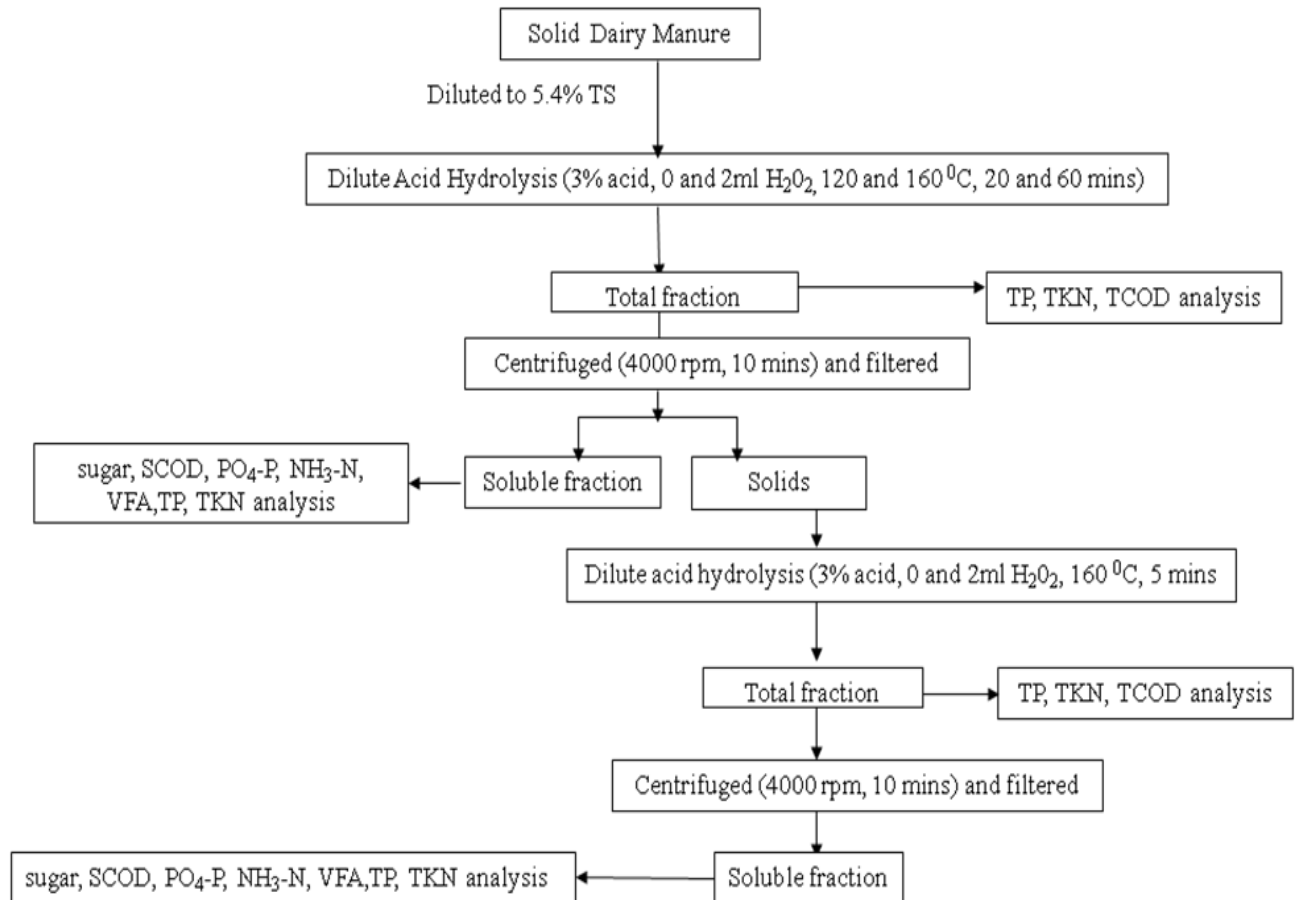 Solid Dairy Manure
Diluted to 5.4% TS
Dilute Acid Hydrolysis (3% acid, 0 and 2ml H₂O₂, 120 and 160 ⁰C, 20 and 60 mins)
Total fraction
TP, TKN, TCOD analysis
Centrifuged (4000 rpm, 10 mins) and filtered
sugar, SCOD, PO₄-P, NH₃-N,
VFA,TP, TKN analysis
Soluble fraction
Solids
Dilute acid hydrolysis (3% acid, 0 and 2ml H₂O₂, 160 ⁰C, 5 mins
Total fraction
TP, TKN, TCOD analysis
Centrifuged (4000 rpm, 10 mins) and filtered
sugar, SCOD, PO₄-P, NH₃-N, VFA,TP, TKN analysis
Soluble fraction